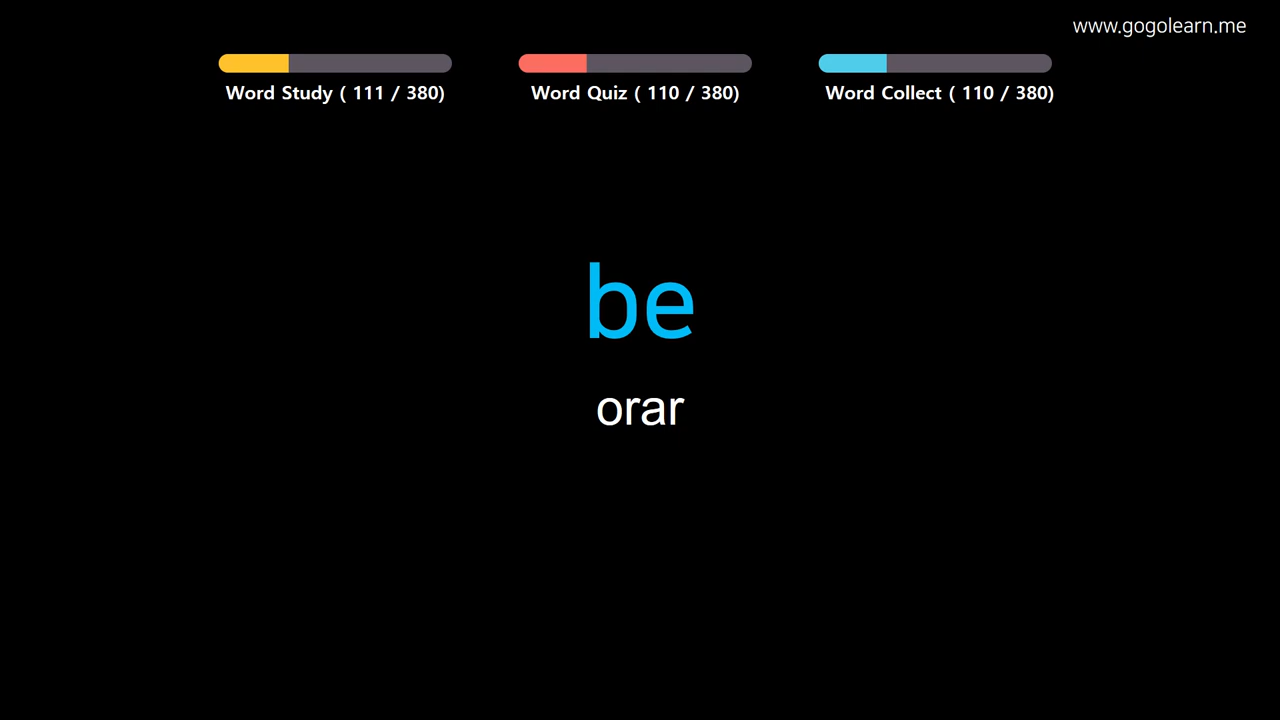 www.gogolearn.me
Word Study ( 111 / 380)
Word Quiz ( 110 / 380)
Word Collect ( 110 / 380)
be
orar